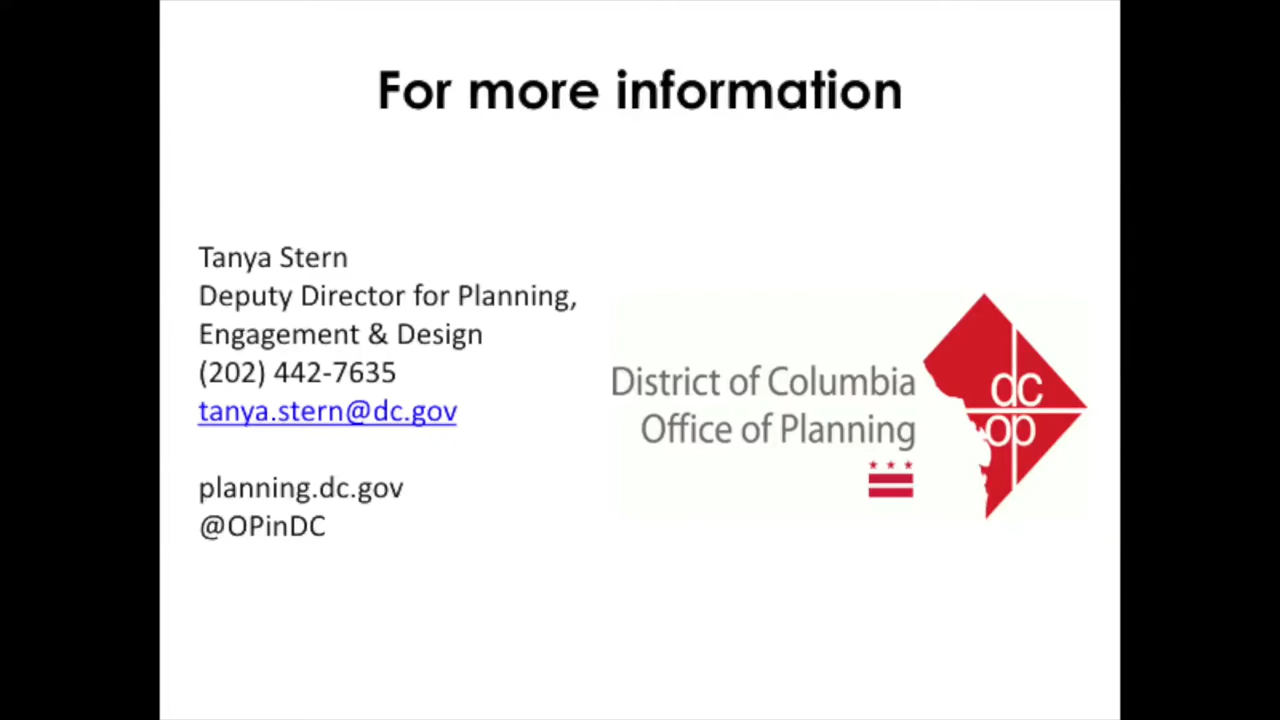 For more information
Tanya Stern
Deputy Director for Planning,
Engagement & Design
(202) 442-7635
tanya.stern@dc.gov
planning.dc.gov
@OPinDC
District of Columbia
Office of Planning
dc
op